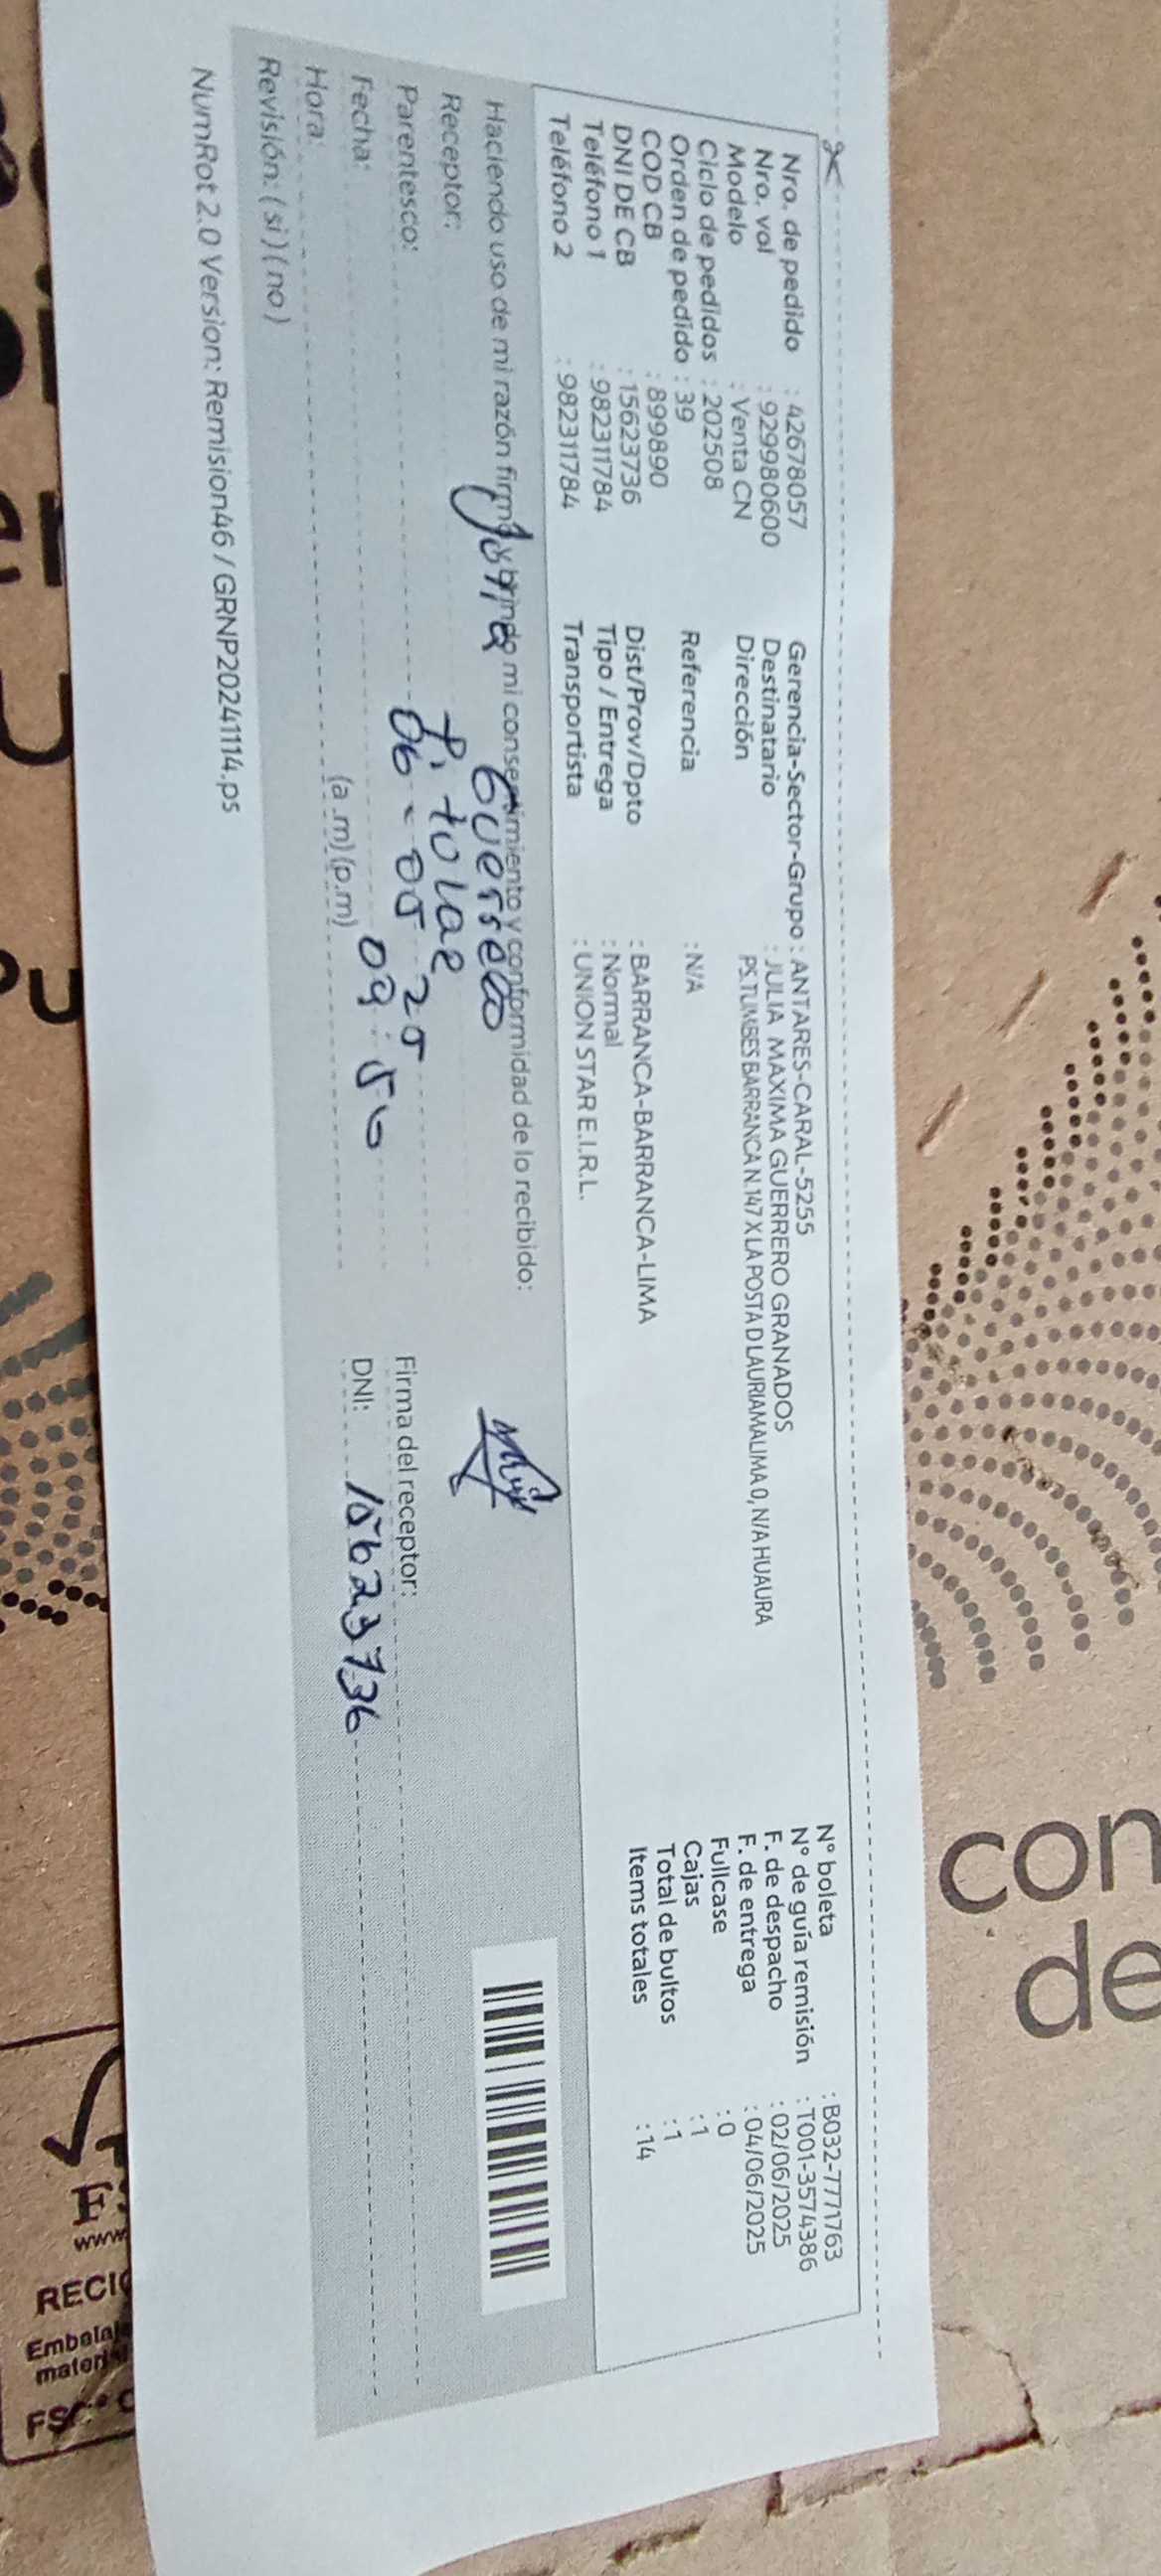 Nro. de pedido : 42678057
Nro. vol : 929980600
Modelo : Venta CN
Ciclo de pedidos : 202508
Orden de pedido : 39
COD CB : 899890
DNI DE CB : 15623736
Teléfono 1 : 982311784
Teléfono 2 : 982311784
Gerencia-Sector-Grupo : ANTARES-CARAL-5255
Destinatario : JULIA MAXIMA GUERRERO GRANADOS
Dirección PS.TUMBES BARRANCA N.147 X LA POSTA D LAURIAMALIMA 0, N/A HUAURA
Referencia : N/A
Dist/Prov/Dpto : BARRANCA-BARRANCA-LIMA
Tipo / Entrega : Normal
Transportista : UNION STAR E.I.R.L.
N° boleta : B032-7771763
N° de guía remisión : T001-3574386
F. de despacho : 02/06/2025
F. de entrega : 04/06/2025
Fullcase : 0
Cajas : 1
Total de bultos : 1
Items totales : 14
Haciendo uso de mi razón firmo y brindo mi consentimiento y conformidad de lo recibido:
Receptor: Guerrero
Parentesco:
Fecha: 06 - 05 25
Hora: 09:50 (a.m)(p.m)
Revisión: ( si ) ( no )
Firma del receptor:
DNI: 15623736
NumRot 2.0 Version: Remision46 / GRNP20241114.ps
con
de
www
Embalaje